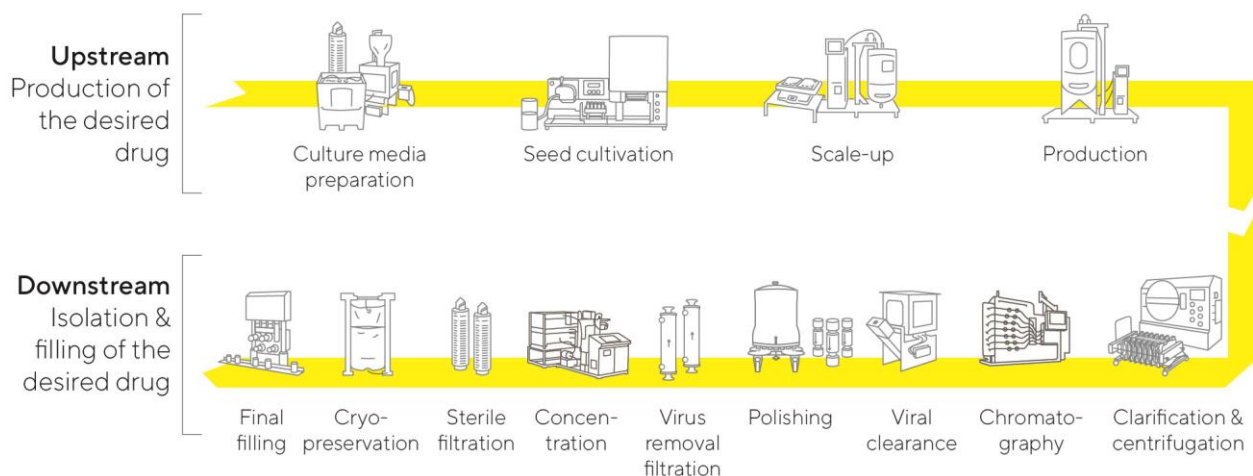 Upstream
Production of
the desired
drug
Culture media
preparation
Seed cultivation
Scale-up
Production
Downstream
Isolation &
filling of the
desired drug
Final
filling
Cryo-
preservation
Sterile
filtration
Concen-
tration
Virus
removal
filtration
Polishing
Viral
clearance
Chromato-
graphy
Clarification &
centrifugation